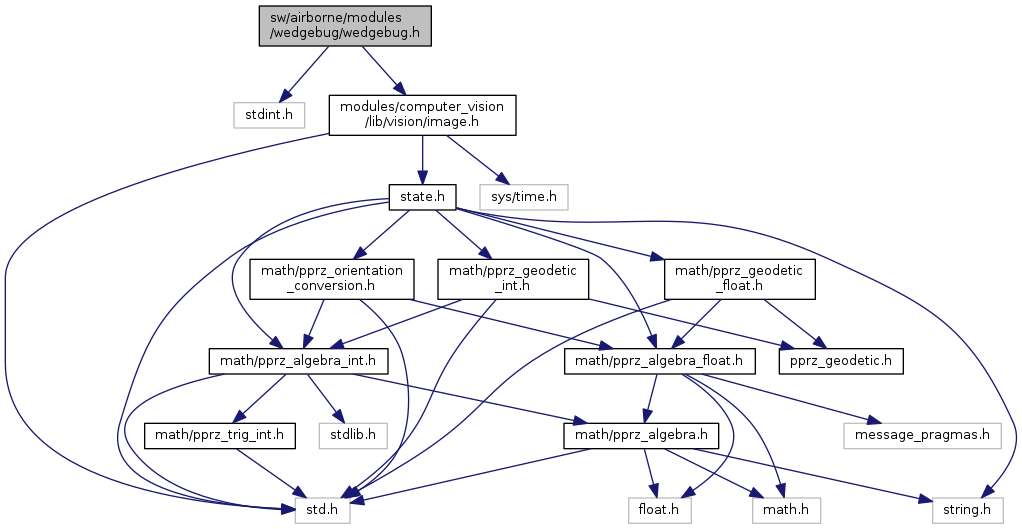 sw/airborne/modules
/wedgebug/wedgebug.h
stdint.h
modules/computer_vision
/lib/vision/image.h
state.h
sys/time.h
math/pprz_orientation
_conversion.h
math/pprz_geodetic
_int.h
math/pprz_geodetic
_float.h
math/pprz_algebra_int.h
math/pprz_algebra_float.h
pprz_geodetic.h
math/pprz_trig_int.h
stdlib.h
math/pprz_algebra.h
message_pragmas.h
std.h
float.h
math.h
string.h